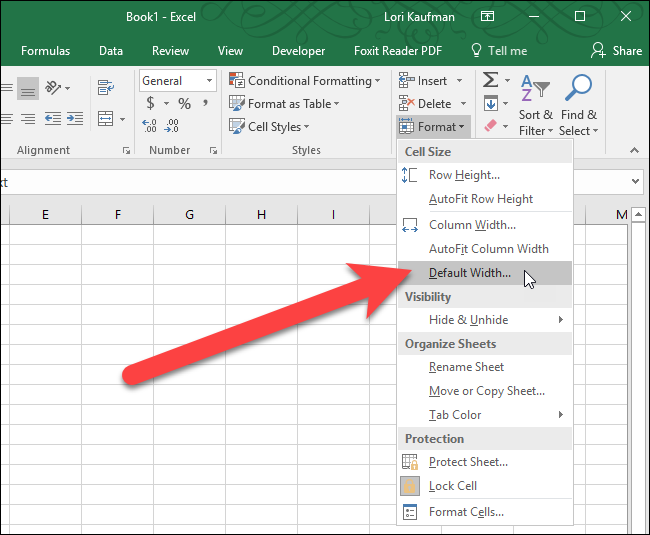 Book1 - Excel Lori Kaufman
Formulas Data Review View Developer Foxit Reader PDF Tell me Share
General Conditional Formatting Insert
$ % , Format as Table Delete Sort & Find &
Cell Styles Format Filter Select
Alignment Number Styles
Cell Size
xt
Row Height...
AutoFit Row Height
E F G H I M
Column Width...
AutoFit Column Width
Default Width...
Visibility
Hide & Unhide
Organize Sheets
Rename Sheet
Move or Copy Sheet...
Tab Color
Protection
Protect Sheet...
Lock Cell
Format Cells...